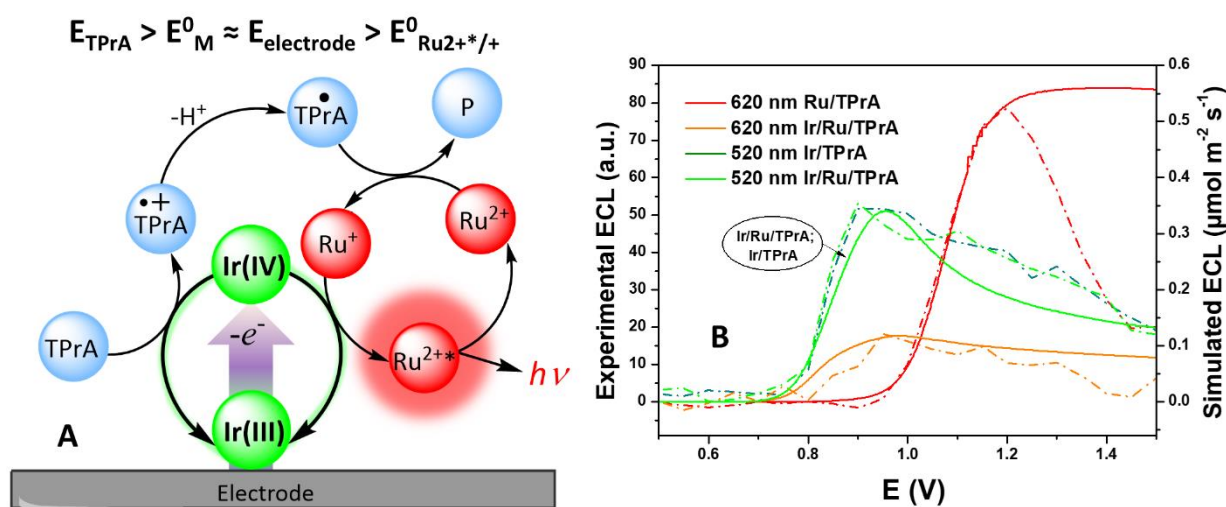 E_TPrA > E⁰_M ≈ E_electrode > E⁰_Ru2+*/+
-H⁺
TPrA•
P
•+
TPrA
Ru⁺
Ru²⁺
Ir(IV)
TPrA
-e⁻
Ru²⁺*
hν
A
Ir(III)
Electrode
Experimental ECL (a.u.)
90
80
70
60
50
40
30
20
10
0
620 nm Ru/TPrA
620 nm Ir/Ru/TPrA
520 nm Ir/TPrA
520 nm Ir/Ru/TPrA
Ir/Ru/TPrA;
Ir/TPrA
B
0.6
0.5
0.4
0.3
0.2
0.1
0.0
Simulated ECL (µmol m⁻² s⁻¹)
0.6 0.8 1.0 1.2 1.4
E (V)